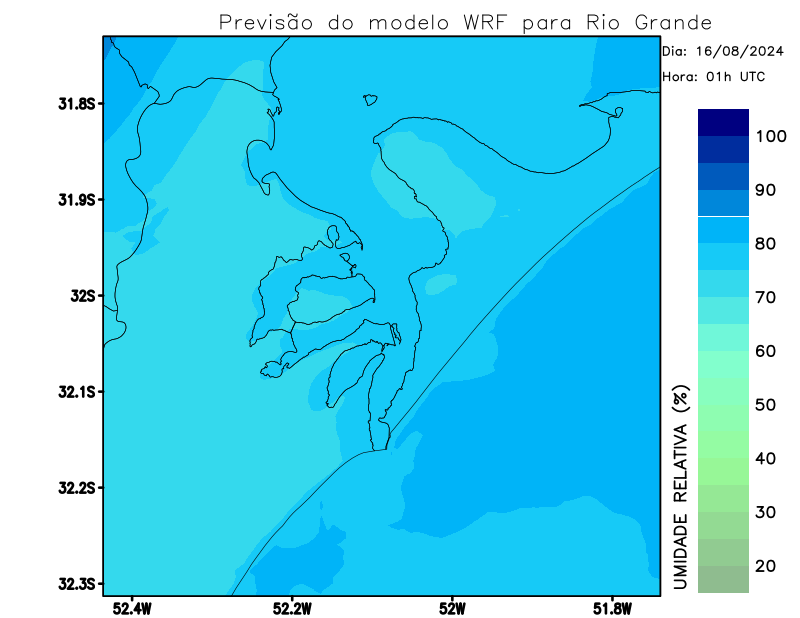 Previsão do modelo WRF para Rio Grande
Dia: 16/08/2024
Hora: 01h UTC
31.8S
31.9S
32S
32.1S
32.2S
32.3S
52.4W
52.2W
52W
51.8W
100
90
80
70
60
50
40
30
20
UMIDADE RELATIVA (%)